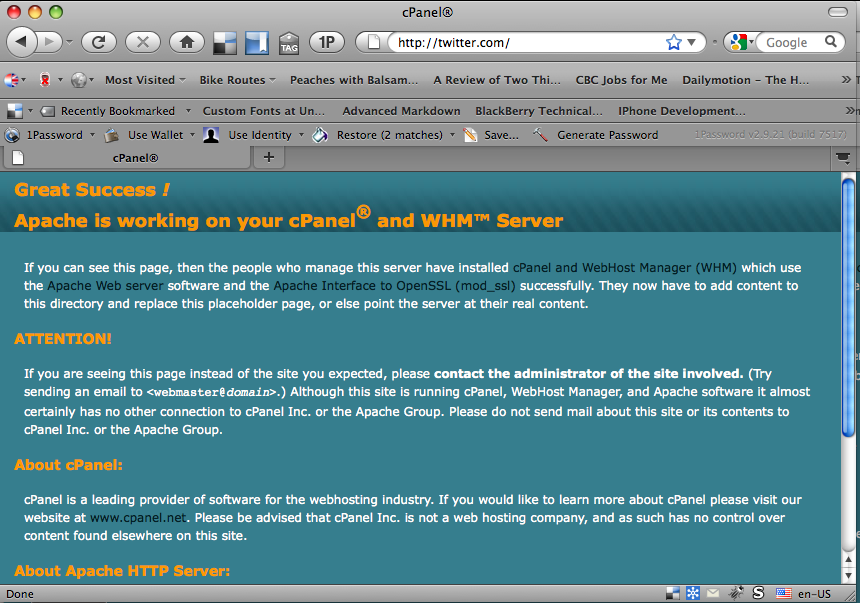 cPanel®
TAG
1P
http://twitter.com/
Google
Most Visited
Bike Routes
Peaches with Balsam...
A Review of Two Thi...
CBC Jobs for Me
Dailymotion – The H...
Recently Bookmarked
Custom Fonts at Un...
Advanced Markdown
BlackBerry Technical...
IPhone Development...
1Password
Use Wallet
Use Identity
Restore (2 matches)
Save...
Generate Password
1Password v2.9.21 (build 7517)
cPanel®
Great Success !
Apache is working on your cPanel® and WHM™ Server
If you can see this page, then the people who manage this server have installed cPanel and WebHost Manager (WHM) which use
the Apache Web server software and the Apache Interface to OpenSSL (mod_ssl) successfully. They now have to add content to
this directory and replace this placeholder page, or else point the server at their real content.
ATTENTION!
If you are seeing this page instead of the site you expected, please contact the administrator of the site involved. (Try
sending an email to <webmaster@domain>.) Although this site is running cPanel, WebHost Manager, and Apache software it almost
certainly has no other connection to cPanel Inc. or the Apache Group. Please do not send mail about this site or its contents to
cPanel Inc. or the Apache Group.
About cPanel:
cPanel is a leading provider of software for the webhosting industry. If you would like to learn more about cPanel please visit our
website at www.cpanel.net. Please be advised that cPanel Inc. is not a web hosting company, and as such has no control over
content found elsewhere on this site.
About Apache HTTP Server:
Done
S
en-US